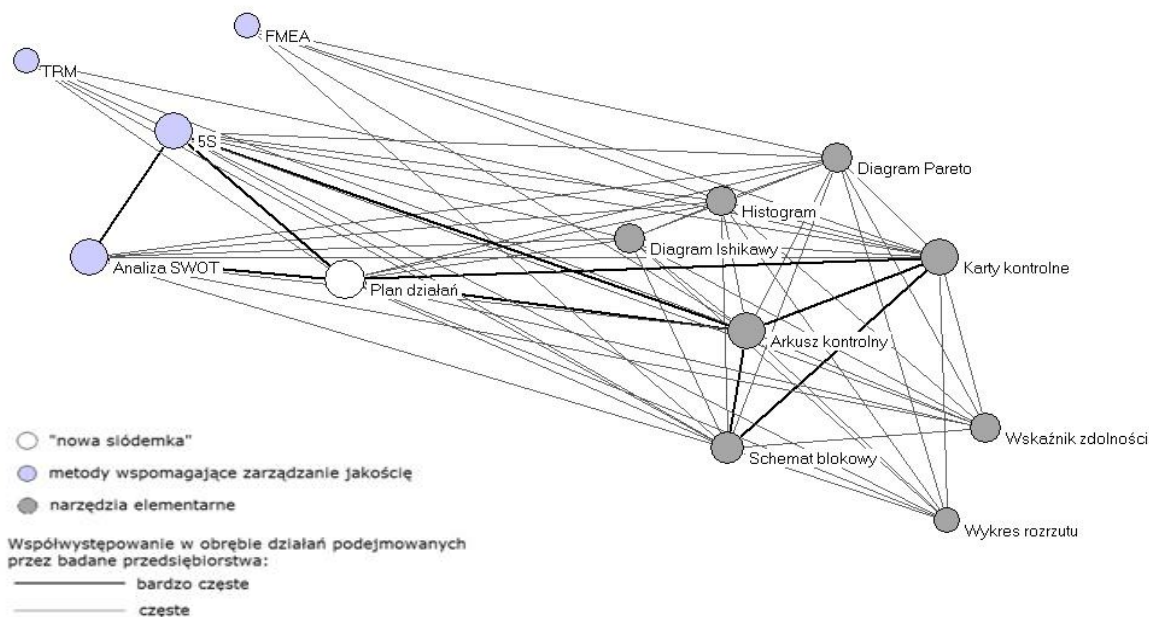 FMEA
TRM
5S
Diagram Pareto
Histogram
Diagram Ishikawy
Analiza SWOT
Karty kontrolne
Plan działań
Arkusz kontrolny
Wskaźnik zdolności
Schemat blokowy
Wykres rozrzutu
"nowa siódemka"
metody wspomagające zarządzanie jakościę
narzędzia elementarne
Współwystępowanie w obrębie działań podejmowanych
przez badane przedsiębiorstwa:
bardzo częste
częste